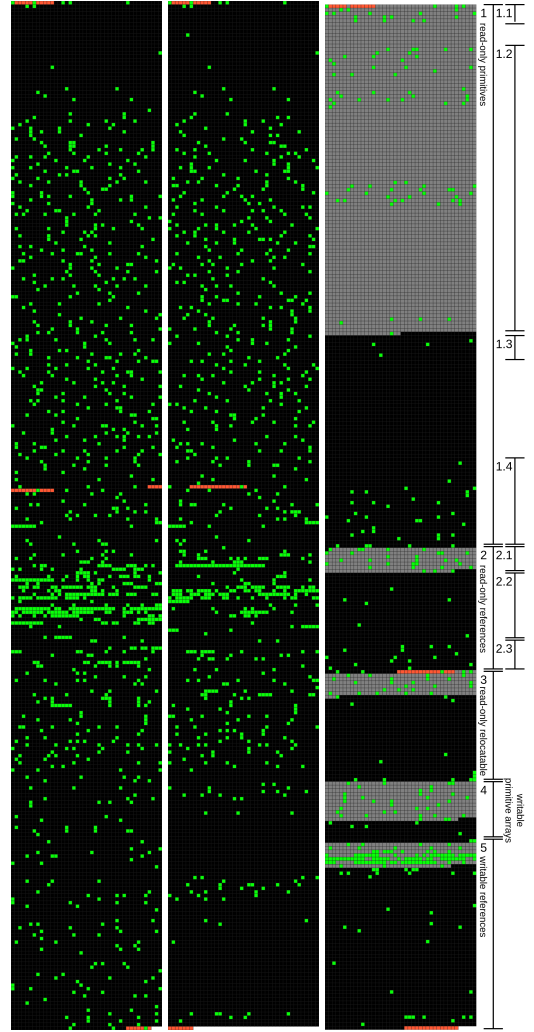 1 read-only primitives
1.1
1.2
1.3
1.4
2 read-only references
2.1
2.2
2.3
3 read-only relocatable
4 writable primitive arrays
5 writable references